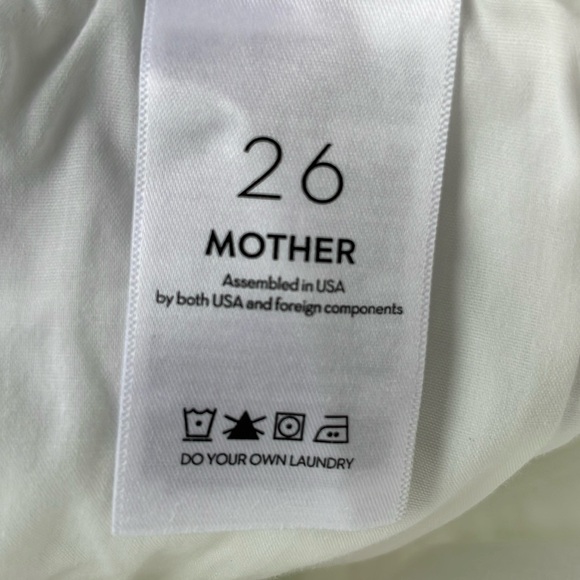 26
MOTHER
Assembled in USA
by both USA and foreign components
DO YOUR OWN LAUNDRY